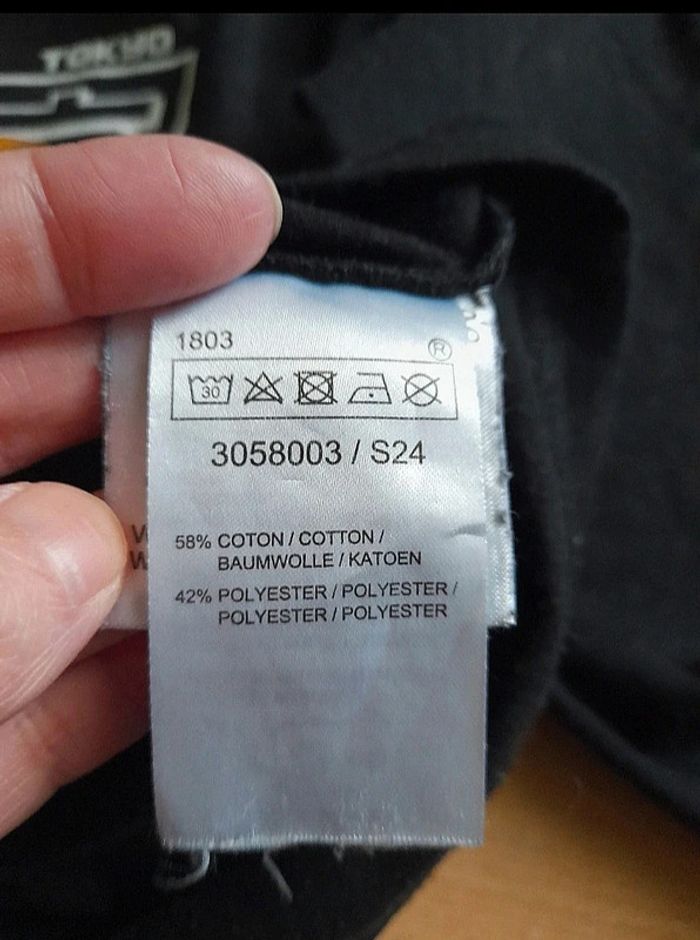 TOKYO
1803
®
30
3058003 / S24
58% COTON / COTTON /
BAUMWOLLE / KATOEN
42% POLYESTER / POLYESTER /
POLYESTER / POLYESTER